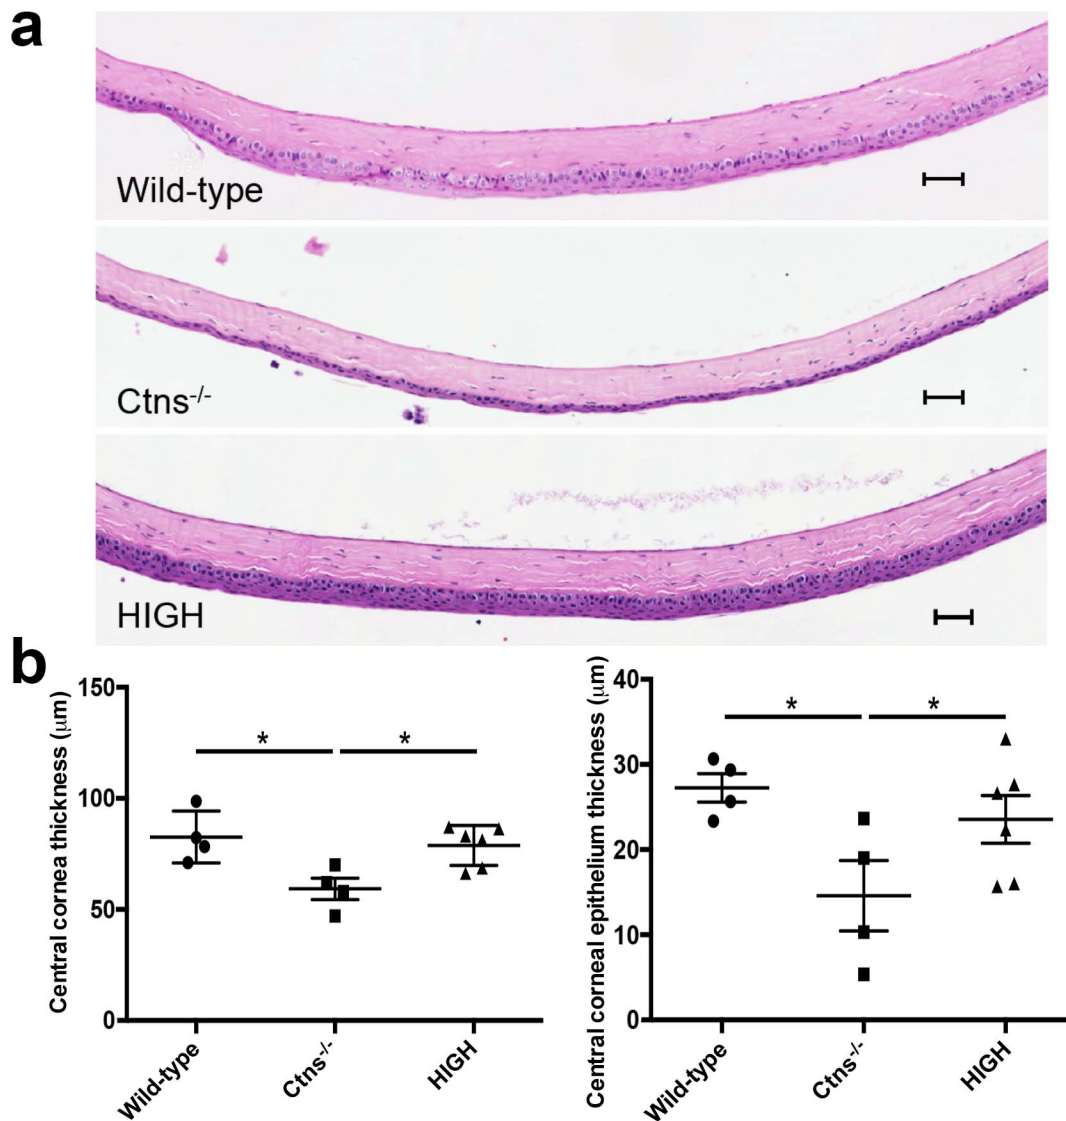 a
Wild-type
Ctns-/-
HIGH
b
Central cornea thickness (μm)
150
100
50
0
*
*
Wild-type
Ctns-/-
HIGH
Central corneal epithelium thickness (μm)
40
30
20
10
0
*
*
Wild-type
Ctns-/-
HIGH